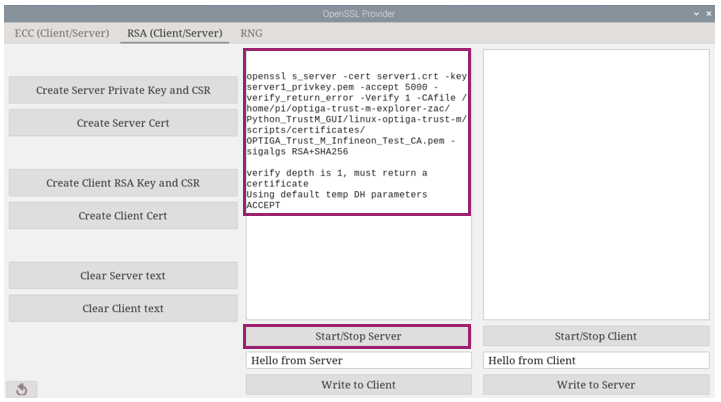 OpenSSL Provider
ECC (Client/Server)
RSA (Client/Server)
RNG
Create Server Private Key and CSR
Create Server Cert
Create Client RSA Key and CSR
Create Client Cert
Clear Server text
Clear Client text
openssl s_server -cert server1.crt -key
server1_privkey.pem -accept 5000 -
verify_return_error -Verify 1 -CAfile /
home/pi/optiga-trust-m-explorer-zac/
Python_TrustM_GUI/linux-optiga-trust-m/
scripts/certificates/
OPTIGA_Trust_M_Infineon_Test_CA.pem -
sigalgs RSA+SHA256
verify depth is 1, must return a
certificate
Using default temp DH parameters
ACCEPT
Start/Stop Server
Hello from Server
Write to Client
Start/Stop Client
Hello from Client
Write to Server